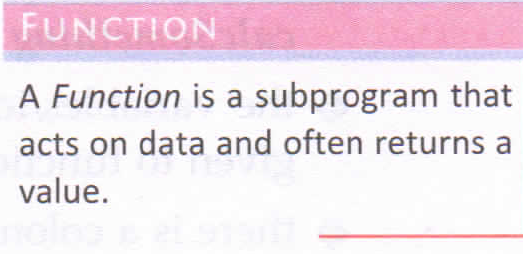 FUNCTION
A Function is a subprogram that
acts on data and often returns a
value.